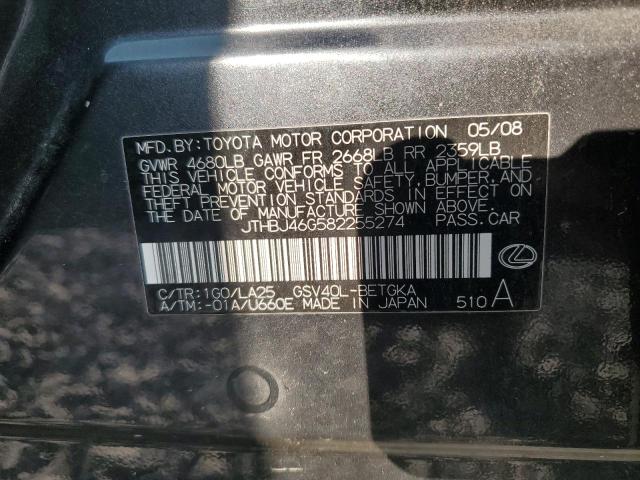 MFD.BY:TOYOTA MOTOR CORPORATION 05/08
GVWR 4680LB GAWR FR 2668LB RR 2359LB
THIS VEHICLE CONFORMS TO ALL APPLICABLE
FEDERAL MOTOR VEHICLE SAFETY, BUMPER, AND
THEFT PREVENTION STANDARDS IN EFFECT ON
THE DATE OF MANUFACTURE SHOWN ABOVE.
JTHBJ46G582255274 PASS.CAR
C/TR:1G0/LA25 GSV40L-BETGKA
A/TM:-01A/U660E MADE IN JAPAN 510 A